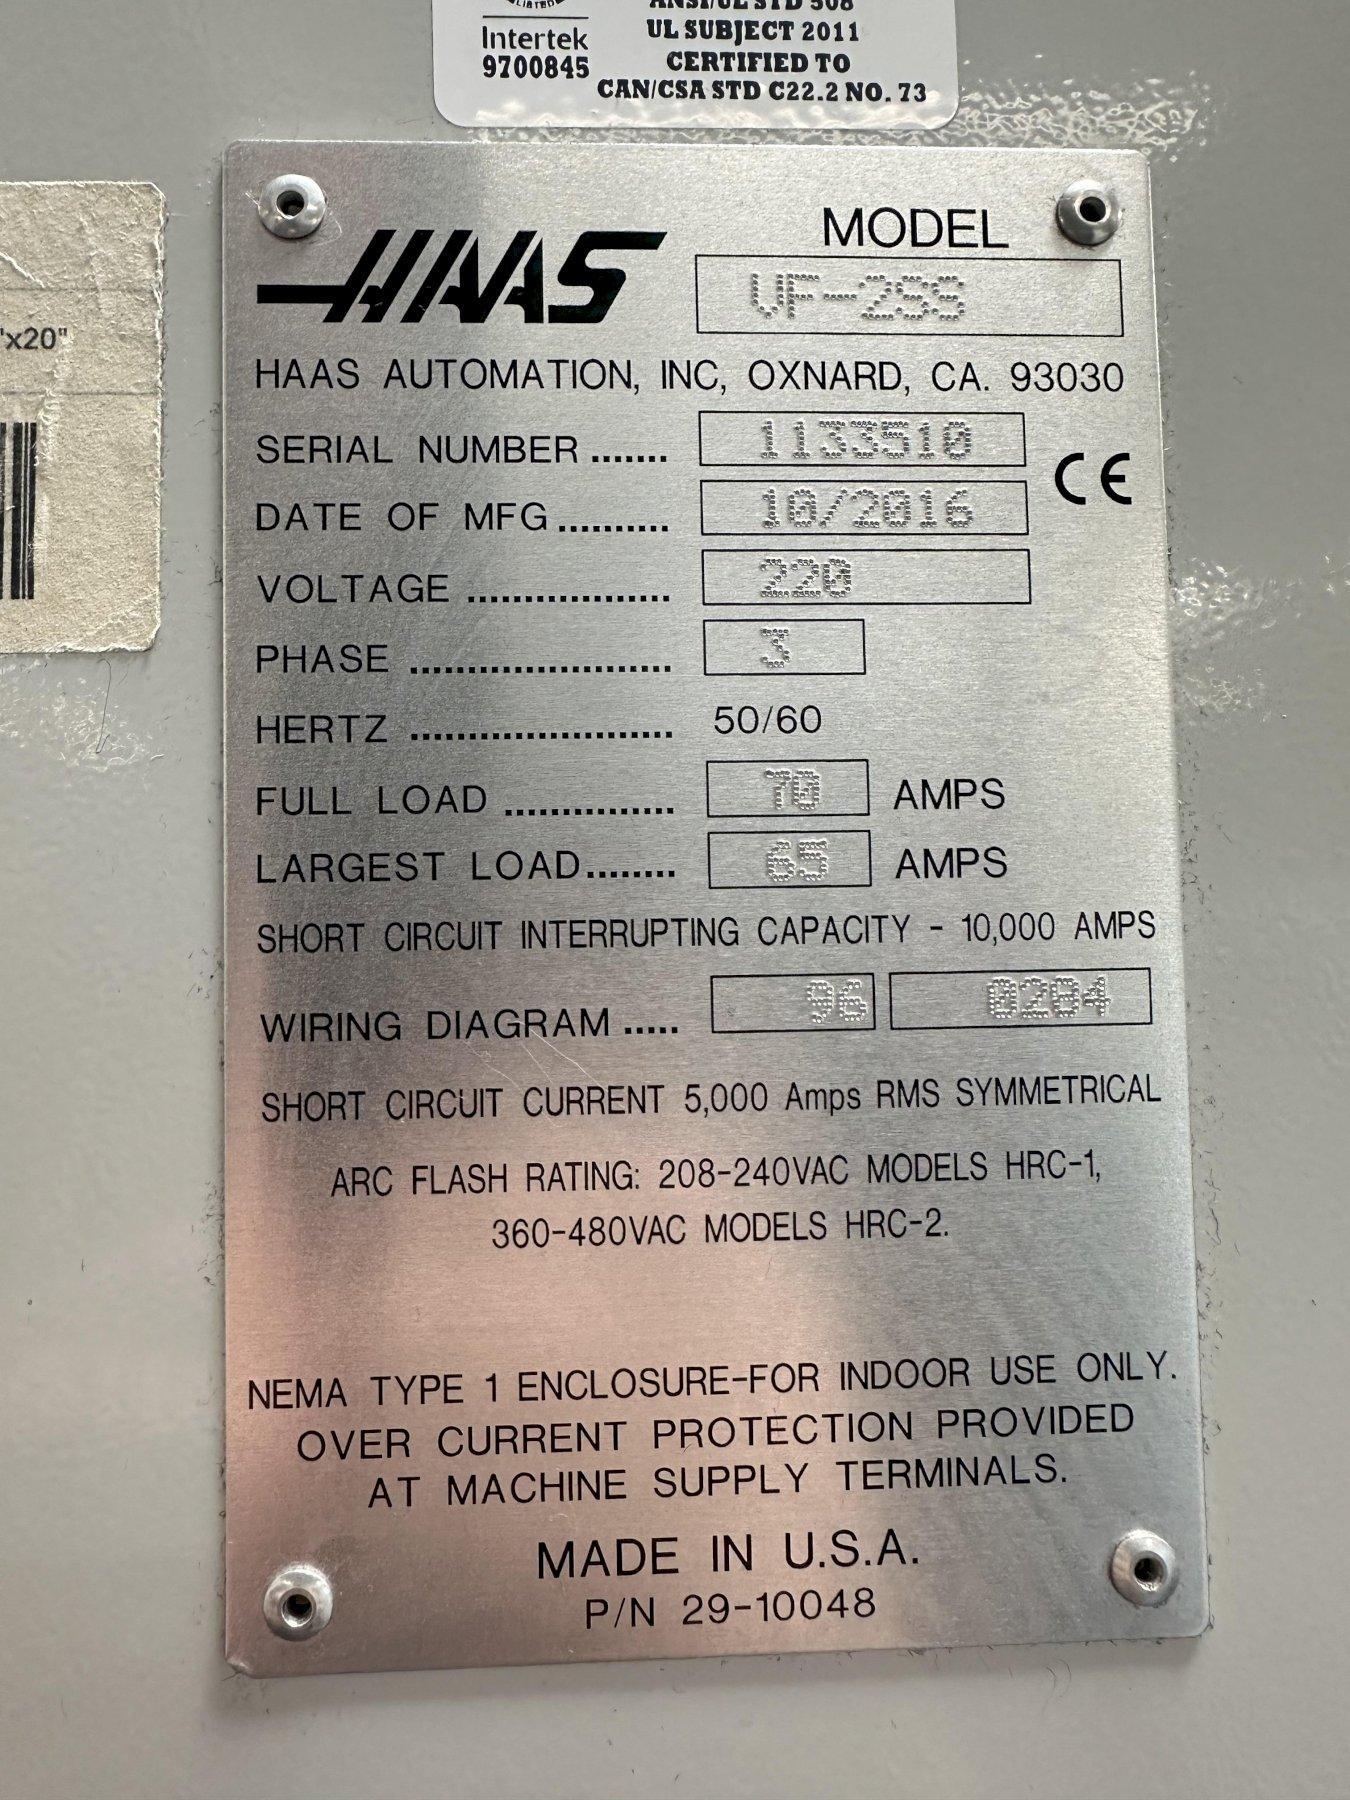 LISTED
ANSI/UL STD 508
Intertek UL SUBJECT 2011
9700845 CERTIFIED TO
CAN/CSA STD C22.2 NO. 73
"x20"
HAAS MODEL
VF-2SS
HAAS AUTOMATION, INC, OXNARD, CA. 93030
SERIAL NUMBER ....... 1133510
CE
DATE OF MFG .......... 10/2016
VOLTAGE .................. 220
PHASE ....................... 3
HERTZ ....................... 50/60
FULL LOAD ............... 70 AMPS
LARGEST LOAD........ 65 AMPS
SHORT CIRCUIT INTERRUPTING CAPACITY - 10,000 AMPS
WIRING DIAGRAM ..... 96 0204
SHORT CIRCUIT CURRENT 5,000 Amps RMS SYMMETRICAL
ARC FLASH RATING: 208-240VAC MODELS HRC-1,
360-480VAC MODELS HRC-2.
NEMA TYPE 1 ENCLOSURE-FOR INDOOR USE ONLY.
OVER CURRENT PROTECTION PROVIDED
AT MACHINE SUPPLY TERMINALS.
MADE IN U.S.A.
P/N 29-10048